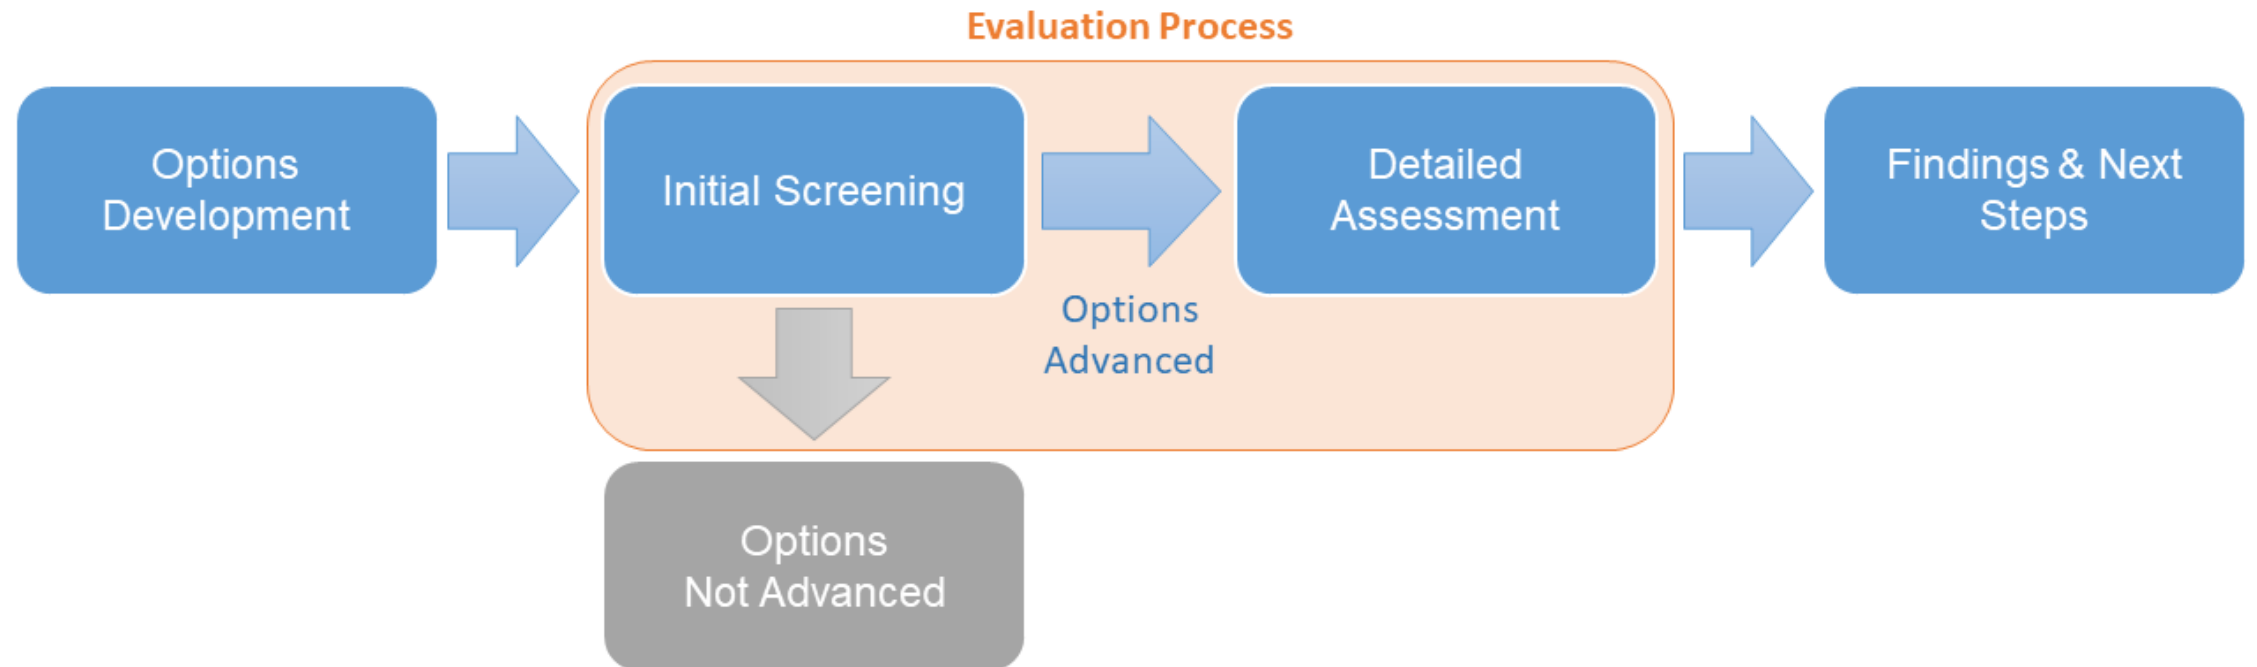 Evaluation Process
Options
Development
Initial Screening
Options
Advanced
Detailed
Assessment
Findings & Next
Steps
Options
Not Advanced